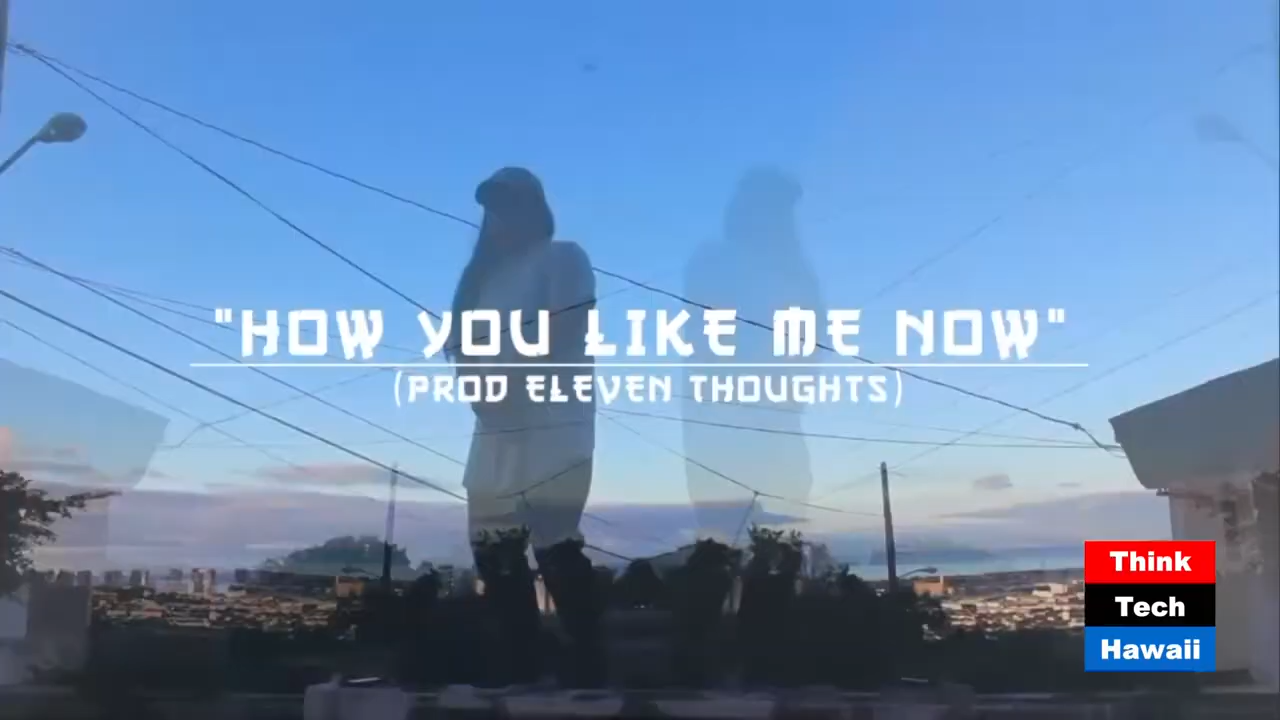 "HOW YOU LIKE ME NOW"
(PROD ELEVEN THOUGHTS)
Think
Tech
Hawaii